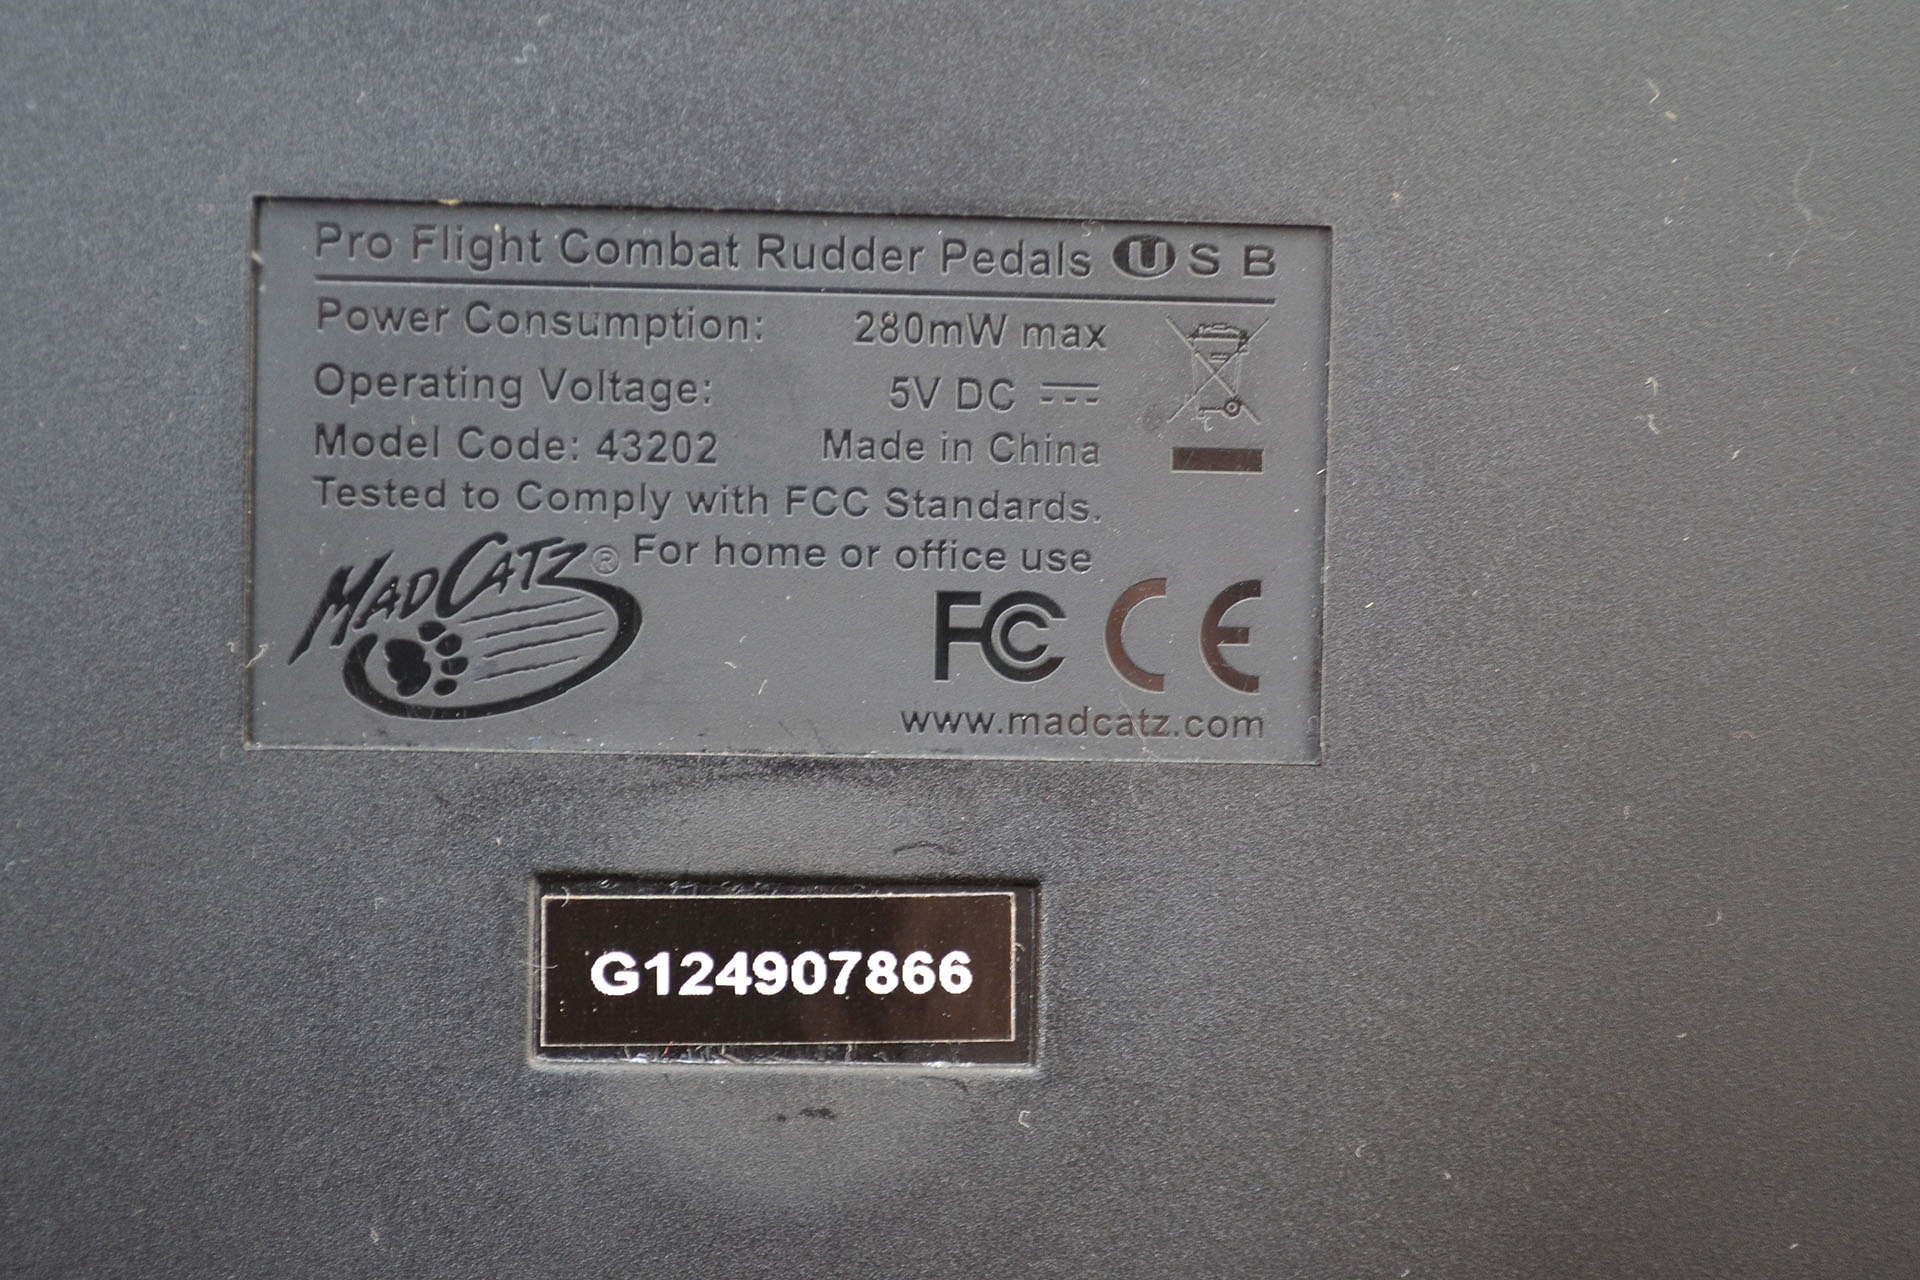 Pro Flight Combat Rudder Pedals USB
Power Consumption: 280mW max
Operating Voltage: 5V DC
Model Code: 43202 Made in China
Tested to Comply with FCC Standards.
MADCATZ® For home or office use
FC CE
www.madcatz.com
G124907866